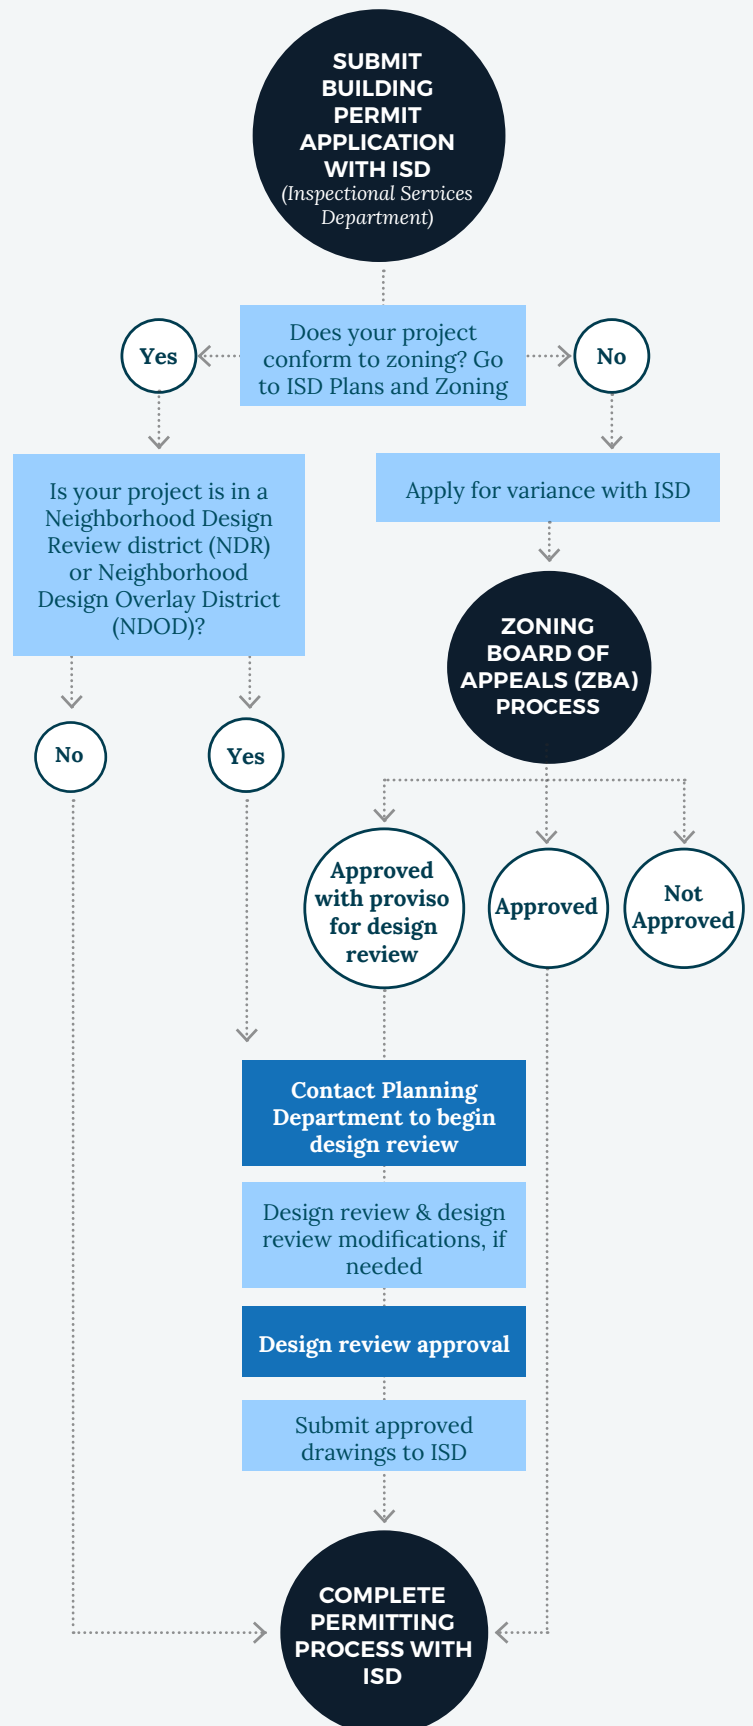 SUBMIT
BUILDING
PERMIT
APPLICATION
WITH ISD
(Inspectional Services
Department)
Does your project
conform to zoning? Go
to ISD Plans and Zoning
Yes
No
Is your project is in a
Neighborhood Design
Review district (NDR)
or Neighborhood
Design Overlay District
(NDOD)?
Apply for variance with ISD
ZONING
BOARD OF
APPEALS (ZBA)
PROCESS
No
Yes
Approved
with proviso
for design
review
Approved
Not
Approved
Contact Planning
Department to begin
design review
Design review & design
review modifications, if
needed
Design review approval
Submit approved
drawings to ISD
COMPLETE
PERMITTING
PROCESS WITH
ISD